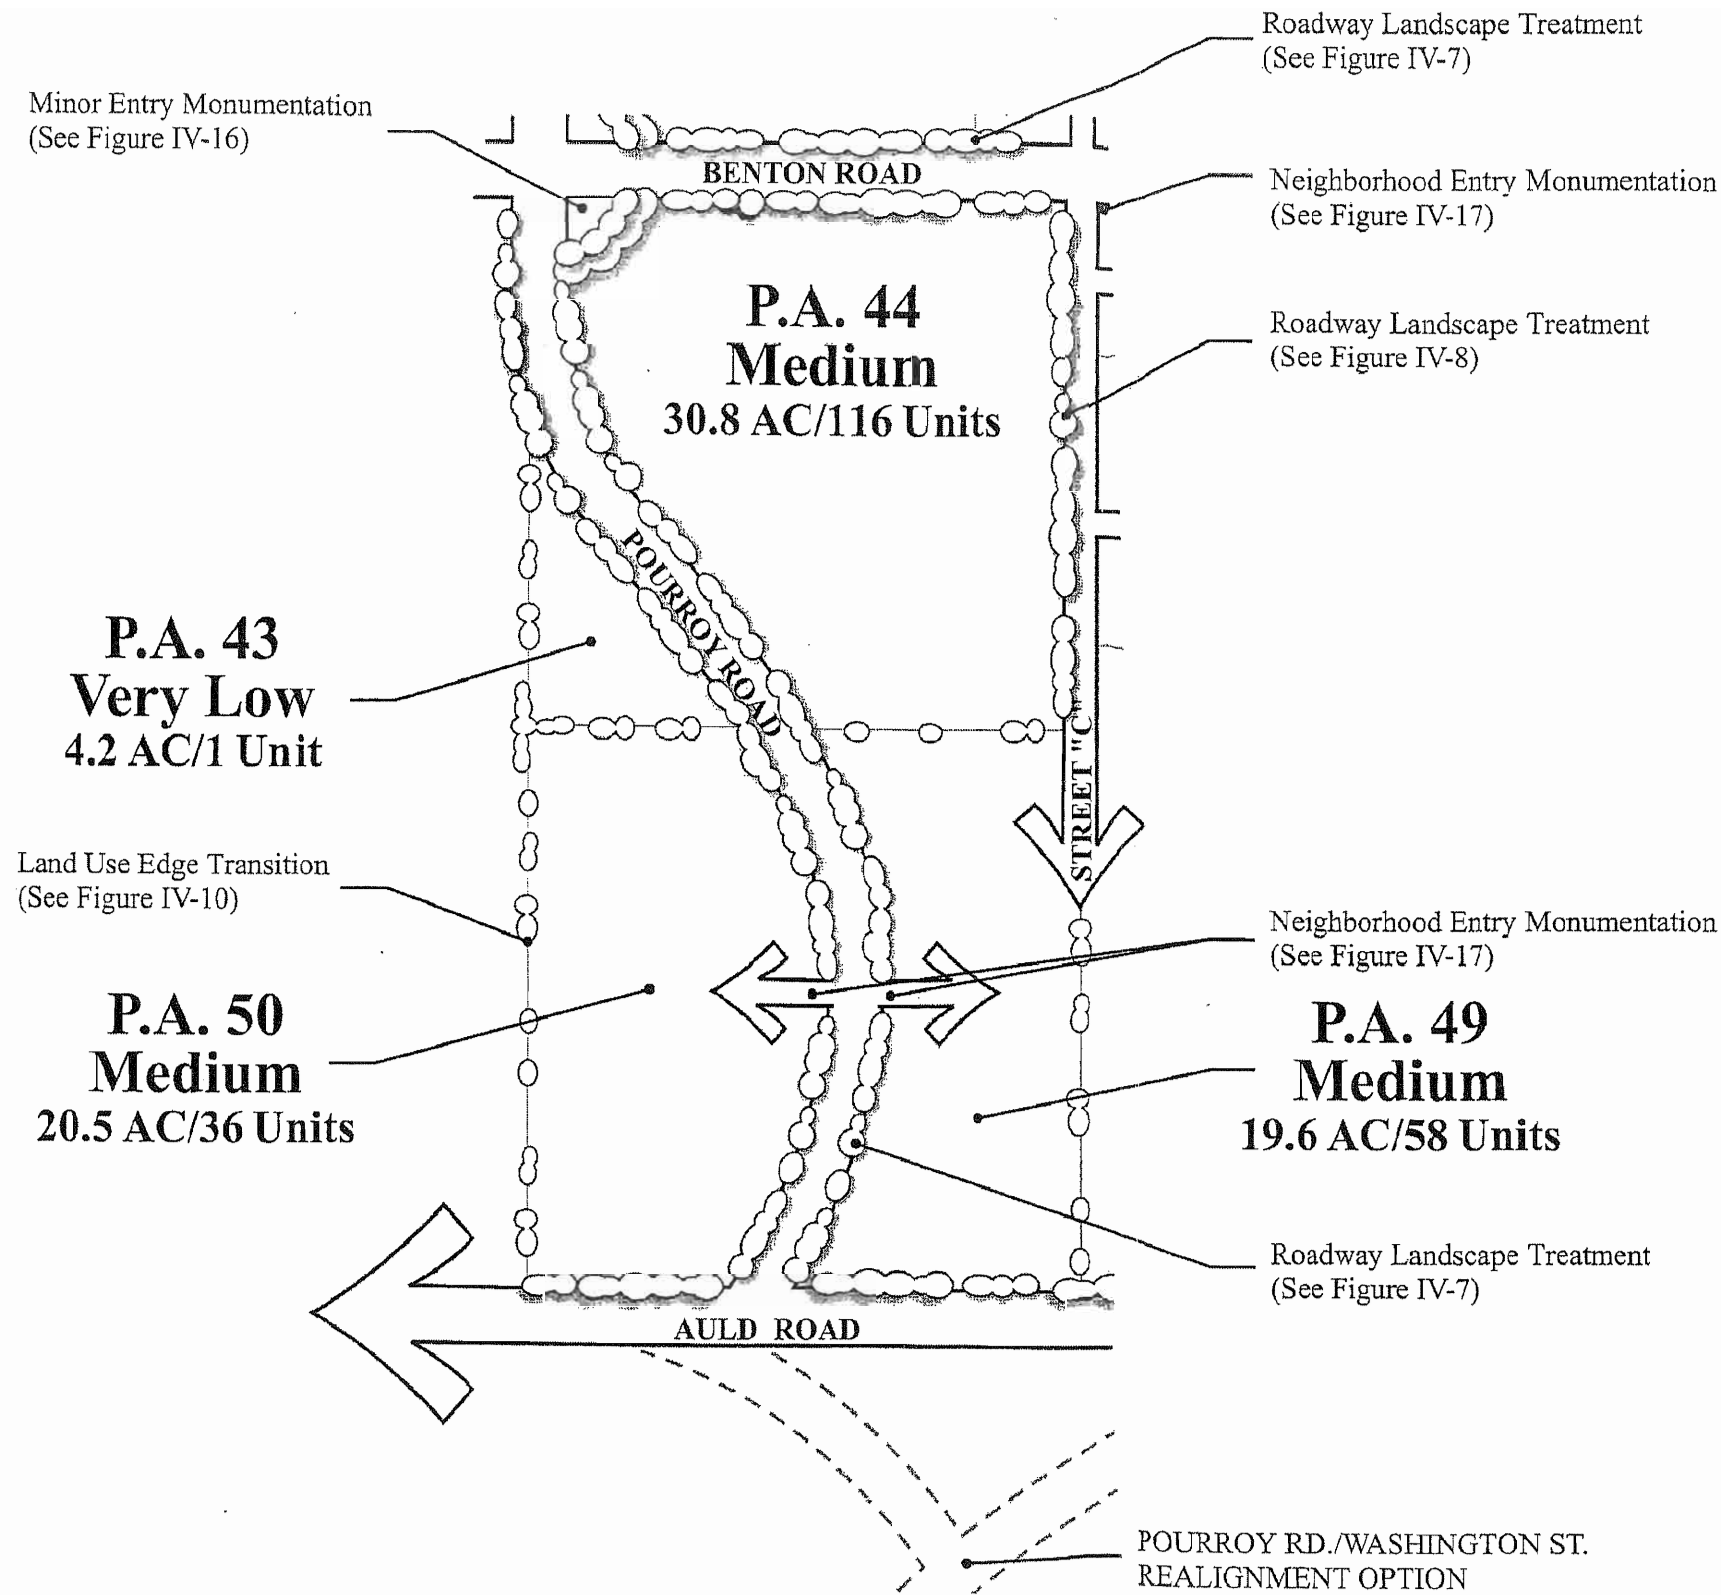 Roadway Landscape Treatment
(See Figure IV-7)
Minor Entry Monumentation
(See Figure IV-16)
BENTON ROAD
Neighborhood Entry Monumentation
(See Figure IV-17)
P.A. 44
Medium
30.8 AC/116 Units
Roadway Landscape Treatment
(See Figure IV-8)
POURROY ROAD
P.A. 43
Very Low
4.2 AC/1 Unit
STREET "C"
Land Use Edge Transition
(See Figure IV-10)
Neighborhood Entry Monumentation
(See Figure IV-17)
P.A. 50
Medium
20.5 AC/36 Units
P.A. 49
Medium
19.6 AC/58 Units
Roadway Landscape Treatment
(See Figure IV-7)
AULD ROAD
POURROY RD./WASHINGTON ST.
REALIGNMENT OPTION